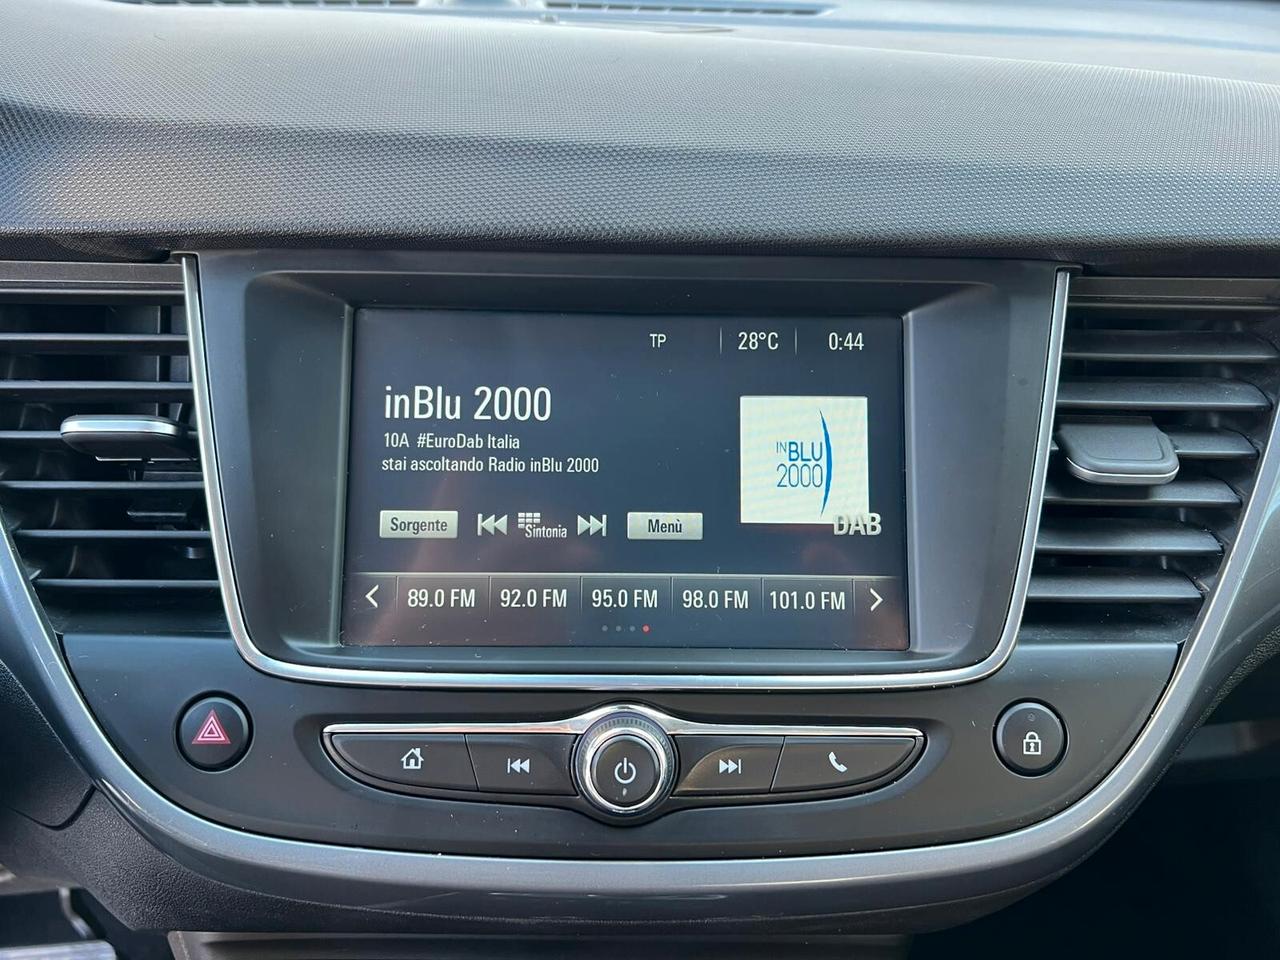 TP 28°C 0:44
inBlu 2000
10A #EuroDab Italia
stai ascoltando Radio inBlu 2000
IN BLU
2000
DAB
Sorgente Sintonia Menù
89.0 FM 92.0 FM 95.0 FM 98.0 FM 101.0 FM